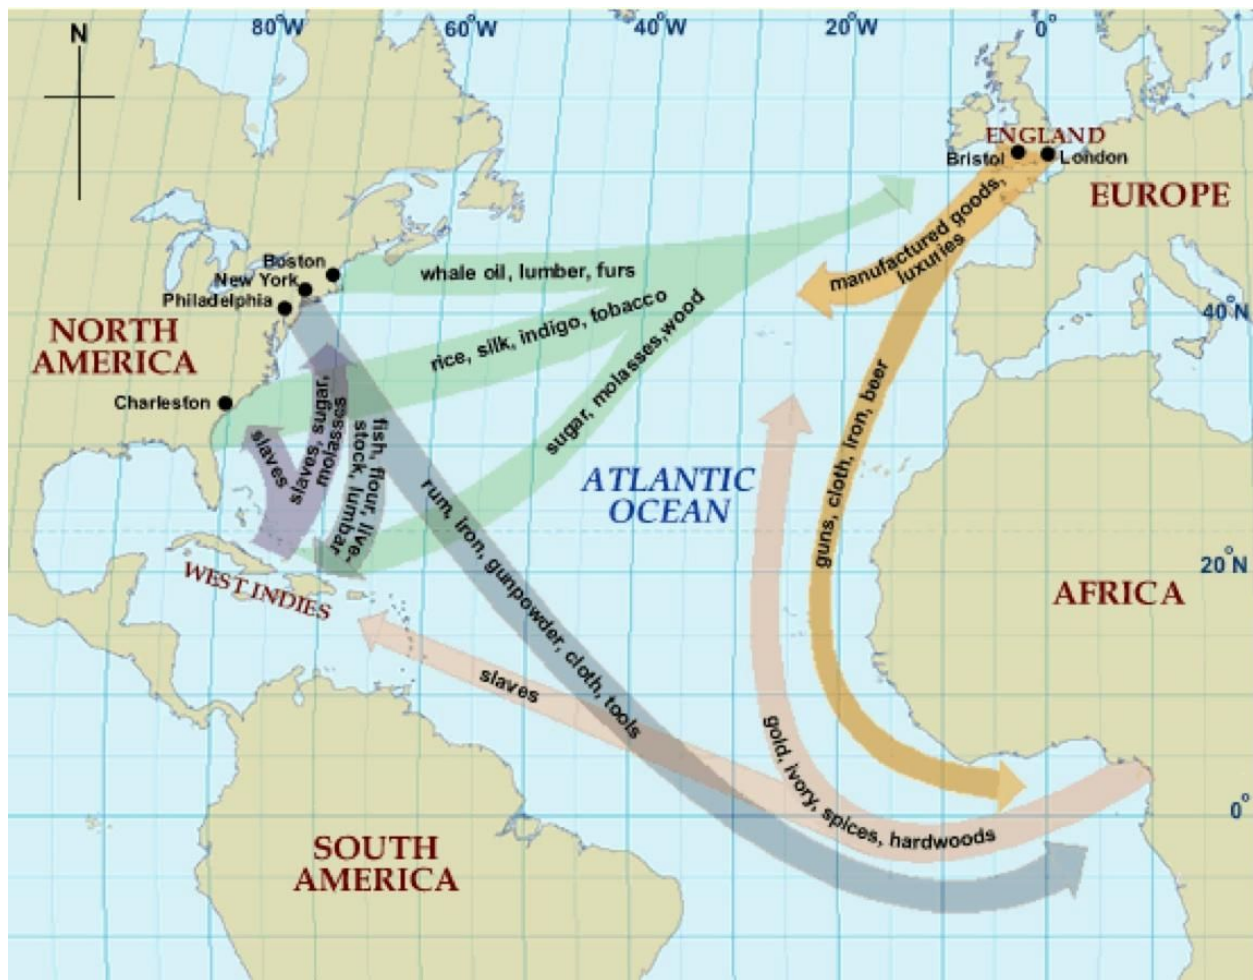 N
80°W
60°W
40°W
20°W
0°
ENGLAND
Bristol
London
EUROPE
manufactured goods,
luxuries
Boston
New York
Philadelphia
whale oil, lumber, furs
rice, silk, indigo, tobacco
sugar, molasses,wood
40°N
NORTH
AMERICA
Charleston
slaves
slaves, sugar,
molasses
fish, flour, live-
stock, lumbar
guns, cloth, iron, beer
ATLANTIC
OCEAN
rum, iron, gunpowder, cloth, tools
20°N
WEST INDIES
AFRICA
slaves
gold, ivory, spices, hardwoods
0°
SOUTH
AMERICA